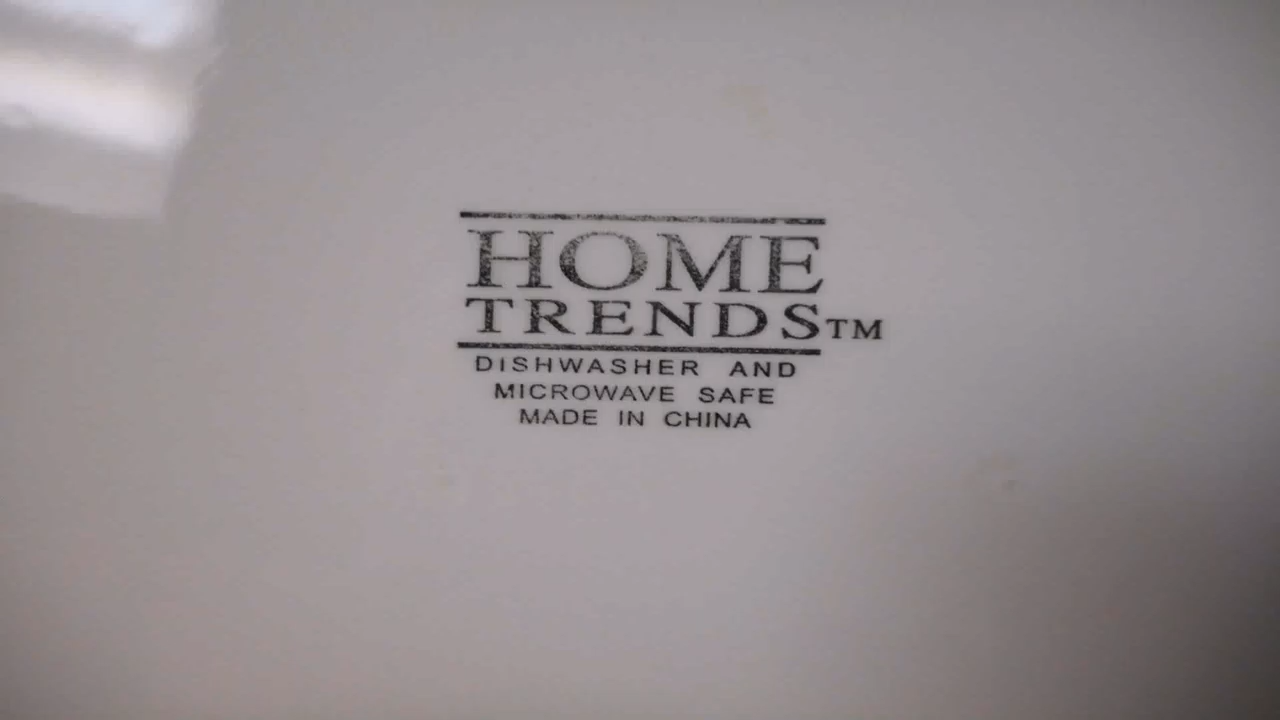 HOME
TRENDS™
DISHWASHER AND
MICROWAVE SAFE
MADE IN CHINA